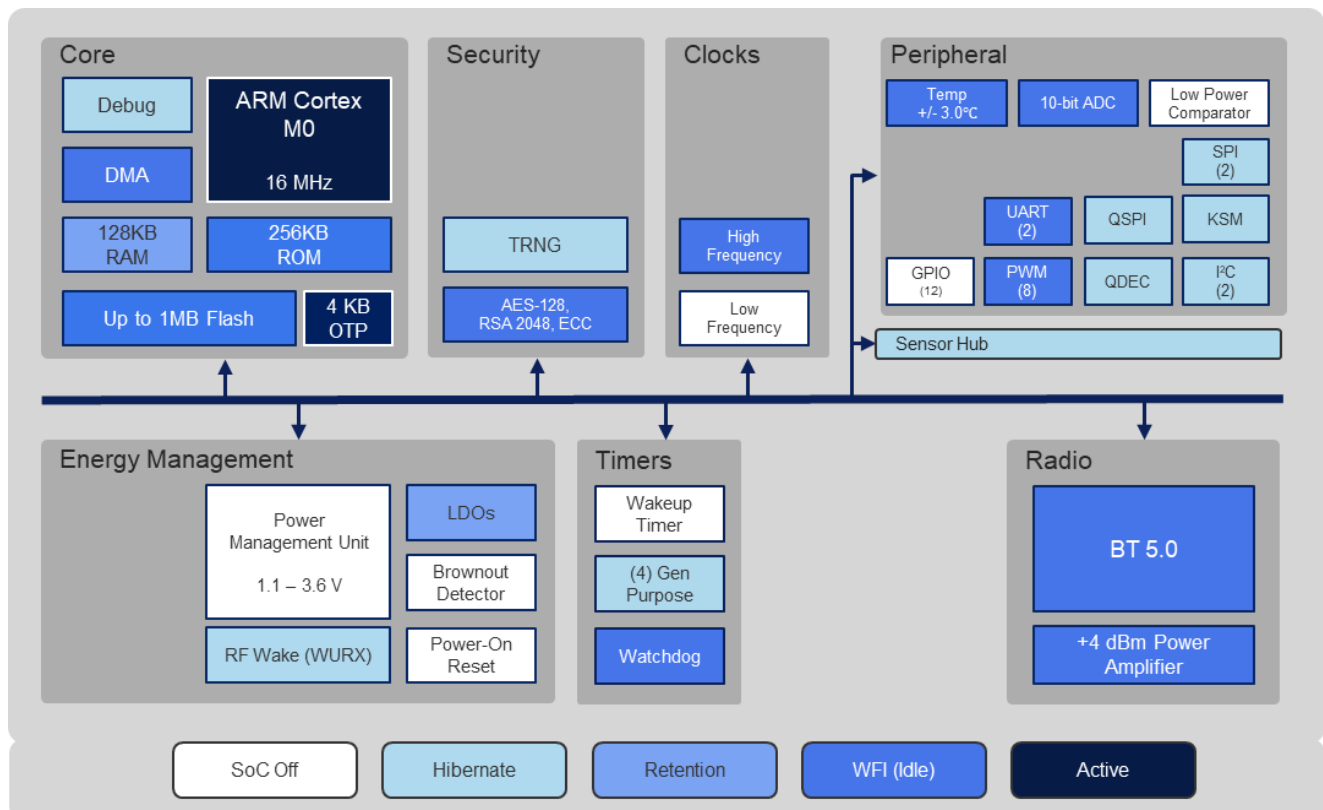 Core
Debug
ARM Cortex
M0
16 MHz
DMA
128KB
RAM
256KB
ROM
Up to 1MB Flash
4 KB
OTP
Security
TRNG
AES-128,
RSA 2048, ECC
Clocks
High
Frequency
Low
Frequency
Peripheral
Temp
+/- 3.0℃
10-bit ADC
Low Power
Comparator
SPI
(2)
UART
(2)
QSPI
KSM
GPIO
(12)
PWM
(8)
QDEC
I²C
(2)
Sensor Hub
Energy Management
Power
Management Unit
1.1 – 3.6 V
LDOs
Brownout
Detector
RF Wake (WURX)
Power-On
Reset
Timers
Wakeup
Timer
(4) Gen
Purpose
Watchdog
Radio
BT 5.0
+4 dBm Power
Amplifier
SoC Off
Hibernate
Retention
WFI (Idle)
Active